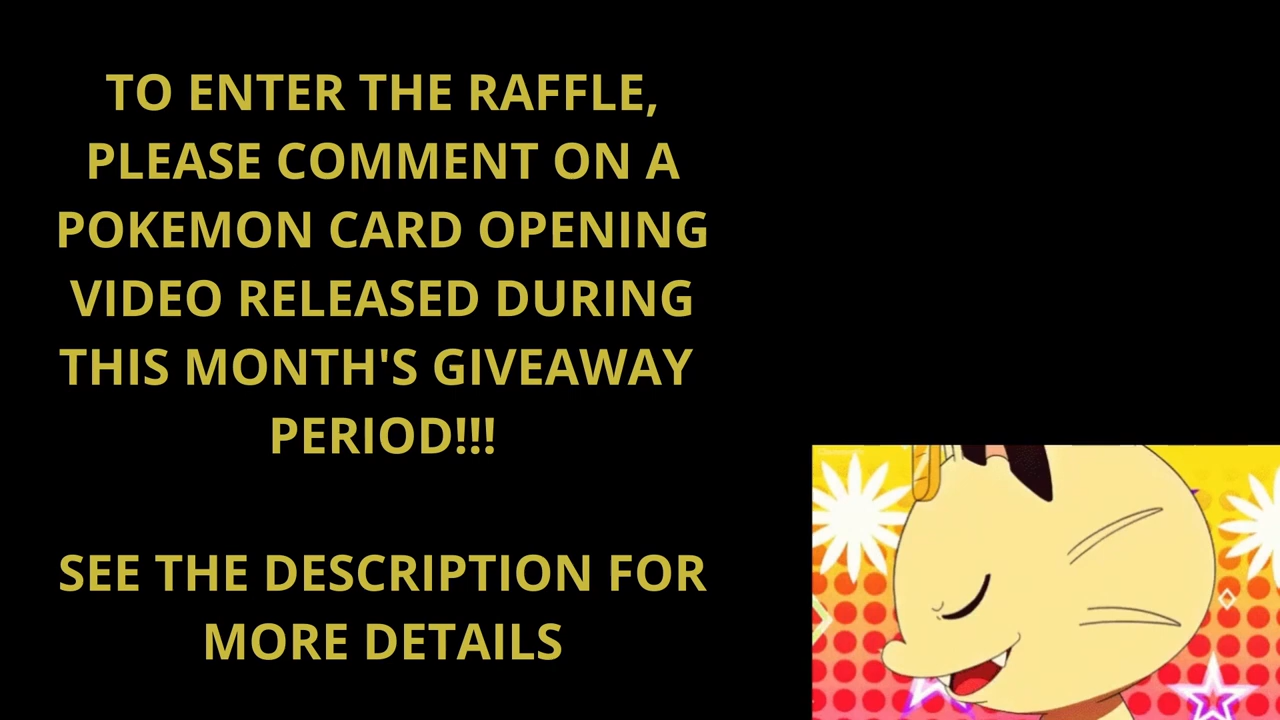 TO ENTER THE RAFFLE,
PLEASE COMMENT ON A
POKEMON CARD OPENING
VIDEO RELEASED DURING
THIS MONTH'S GIVEAWAY
PERIOD!!!
SEE THE DESCRIPTION FOR
MORE DETAILS